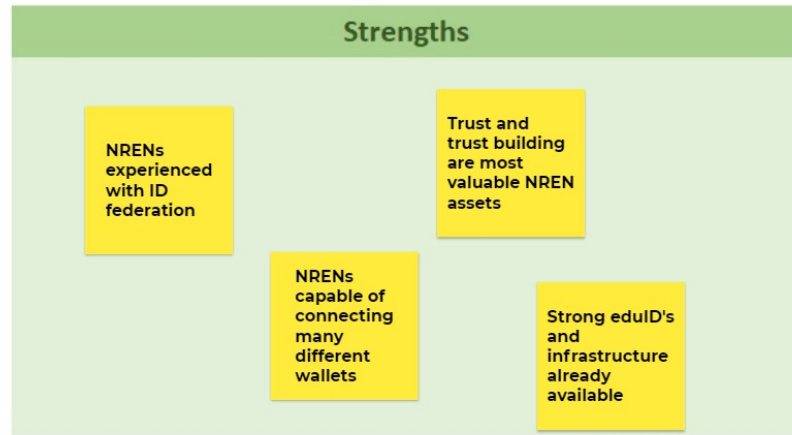 Strengths
NRENs
experienced
with ID
federation
Trust and
trust building
are most
valuable NREN
assets
NRENs
capable of
connecting
many
different
wallets
Strong eduID's
and
infrastructure
already
available